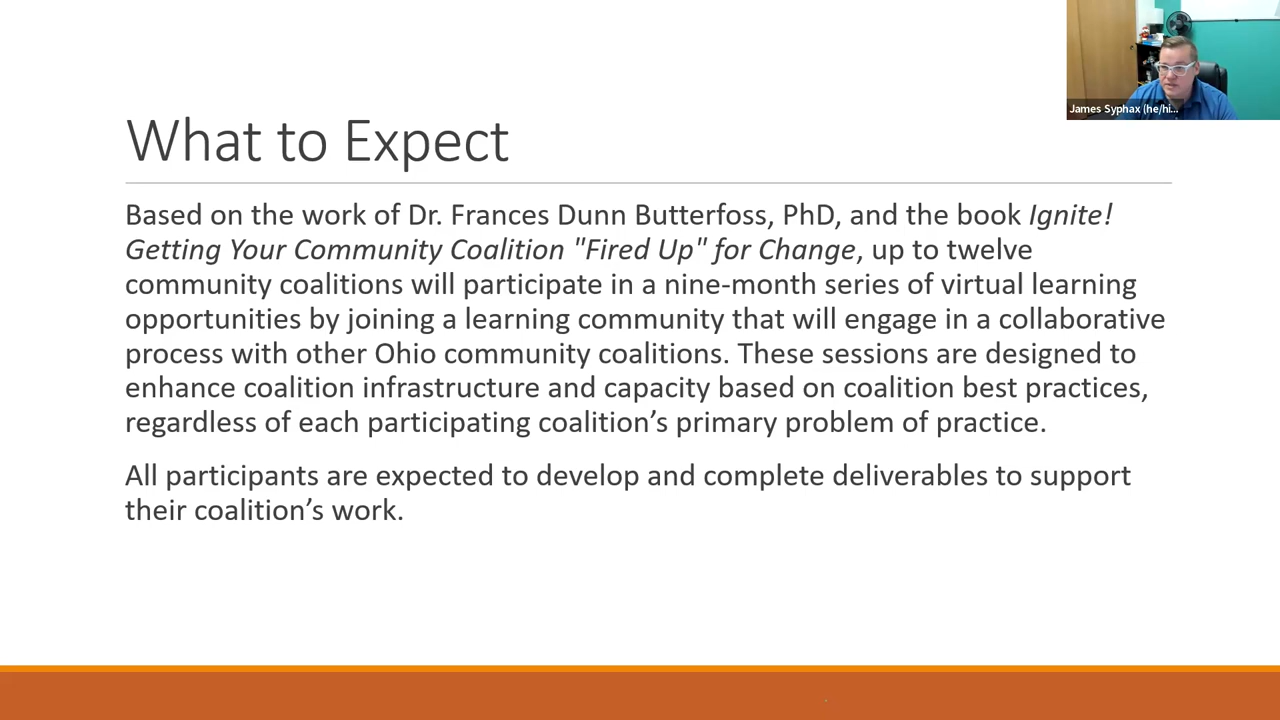 James Syphax (he/hi...
What to Expect
Based on the work of Dr. Frances Dunn Butterfoss, PhD, and the book Ignite!
Getting Your Community Coalition "Fired Up" for Change, up to twelve
community coalitions will participate in a nine-month series of virtual learning
opportunities by joining a learning community that will engage in a collaborative
process with other Ohio community coalitions. These sessions are designed to
enhance coalition infrastructure and capacity based on coalition best practices,
regardless of each participating coalition’s primary problem of practice.
All participants are expected to develop and complete deliverables to support
their coalition’s work.